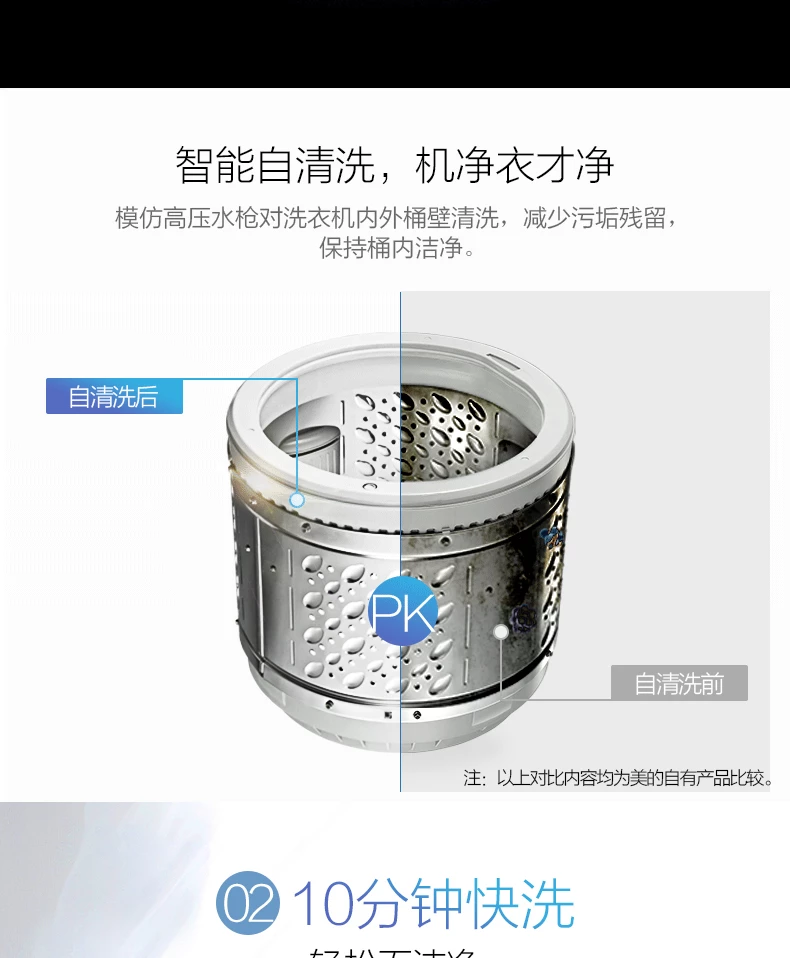 智能自清洗，机净衣才净
模仿高压水枪对洗衣机内外桶壁清洗，减少污垢残留，
保持桶内洁净。
自清洗后
PK
自清洗前
注：以上对比内容均为美的自有产品比较。
02 10分钟快洗